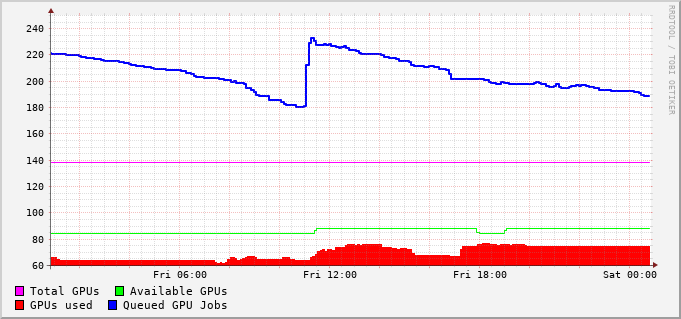 240
220
200
180
160
140
120
100
80
60
Fri 06:00 Fri 12:00 Fri 18:00 Sat 00:00
Total GPUs Available GPUs
GPUs used Queued GPU Jobs
RRDTOOL / TOBI OETIKER